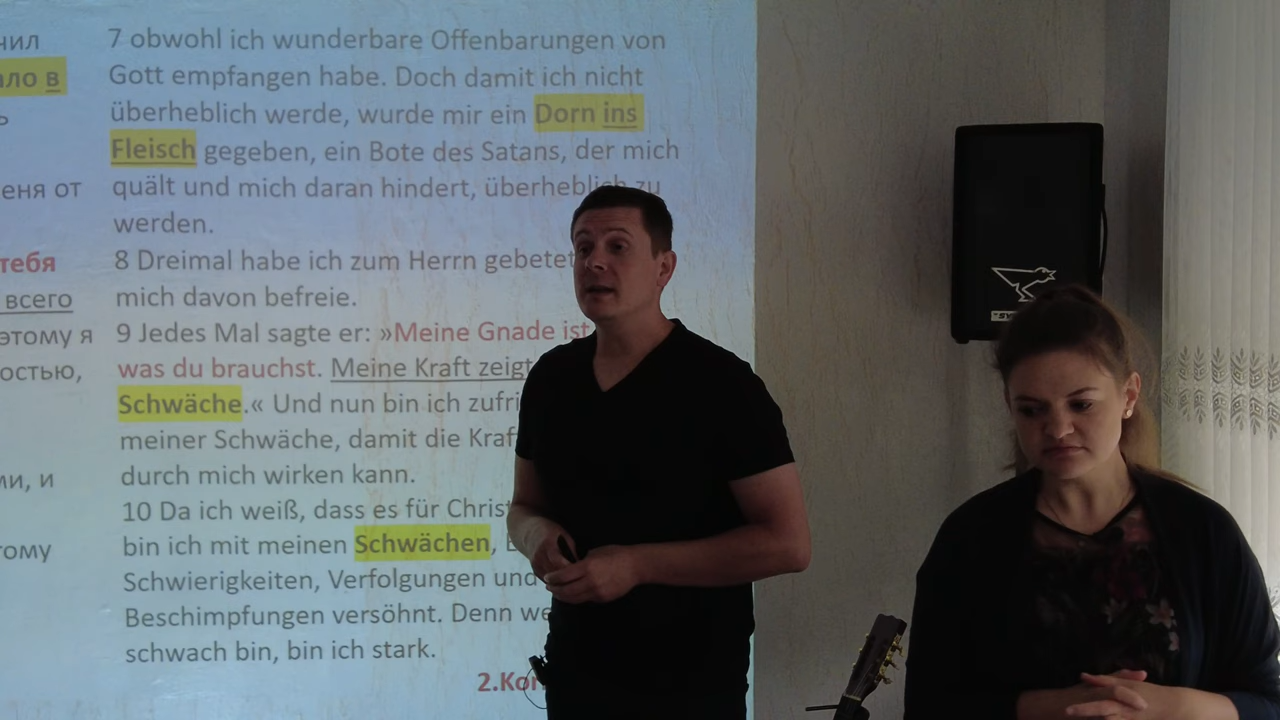 чил
ало в
ь
еня от
тебя
всего
этому я
остью,
ми, и
тому
7 obwohl ich wunderbare Offenbarungen von
Gott empfangen habe. Doch damit ich nicht
überheblich werde, wurde mir ein Dorn ins
Fleisch gegeben, ein Bote des Satans, der mich
quält und mich daran hindert, überheblich zu
werden.
8 Dreimal habe ich zum Herrn gebetet
mich davon befreie.
9 Jedes Mal sagte er: »Meine Gnade ist
was du brauchst. Meine Kraft zeigt
Schwäche.« Und nun bin ich zufri
meiner Schwäche, damit die Kraf
durch mich wirken kann.
10 Da ich weiß, dass es für Christ
bin ich mit meinen Schwächen,
Schwierigkeiten, Verfolgungen und
Beschimpfungen versöhnt. Denn we
schwach bin, bin ich stark.
2.Kor